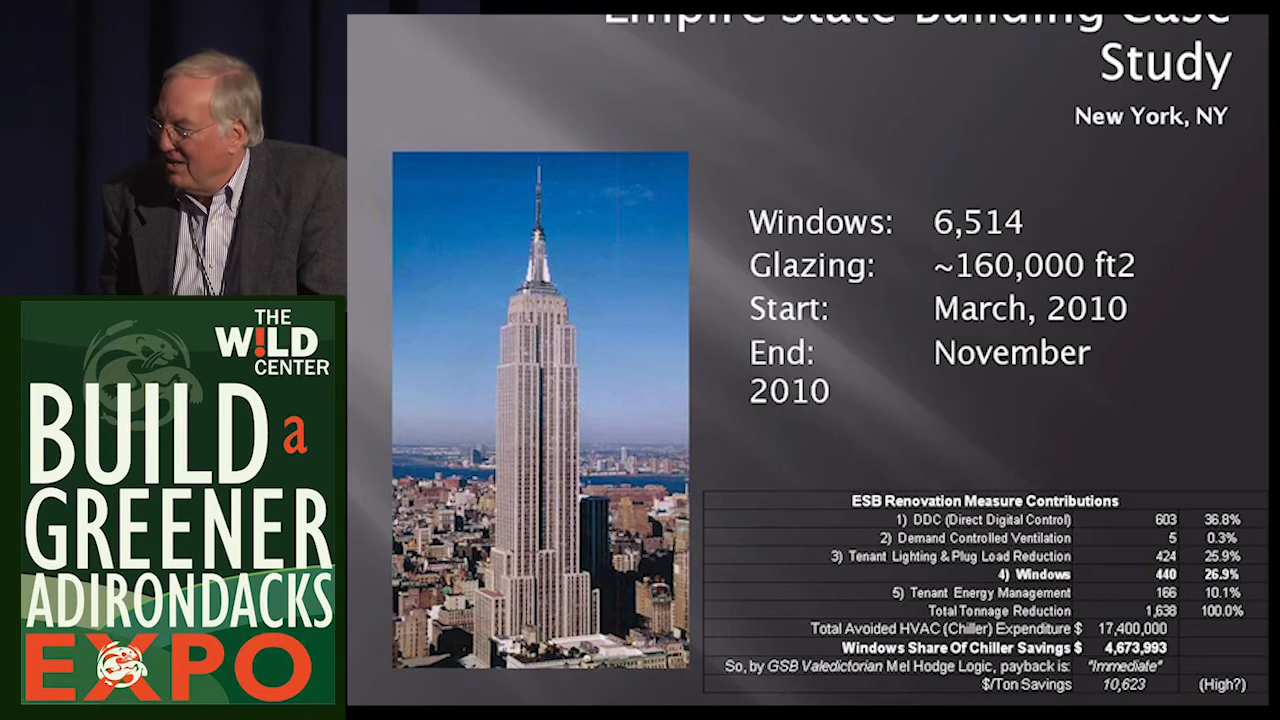 Empire State Building Case
Study
New York, NY
Windows: 6,514
Glazing: ~160,000 ft2
Start: March, 2010
End: November
2010
ESB Renovation Measure Contributions
1) DDC (Direct Digital Control) 603 36.8%
2) Demand Controlled Ventilation 5 0.3%
3) Tenant Lighting & Plug Load Reduction 424 25.9%
4) Windows 440 26.9%
5) Tenant Energy Management 166 10.1%
Total Tonnage Reduction 1,638 100.0%
Total Avoided HVAC (Chiller) Expenditure $ 17,400,000
Windows Share Of Chiller Savings $ 4,673,993
So, by GSB Valedictorian Mel Hodge Logic, payback is: "Immediate"
$/Ton Savings 10,623 (High?)
THE
W!LD
CENTER
BUILD a
GREENER
ADIRONDACKS
EXPO